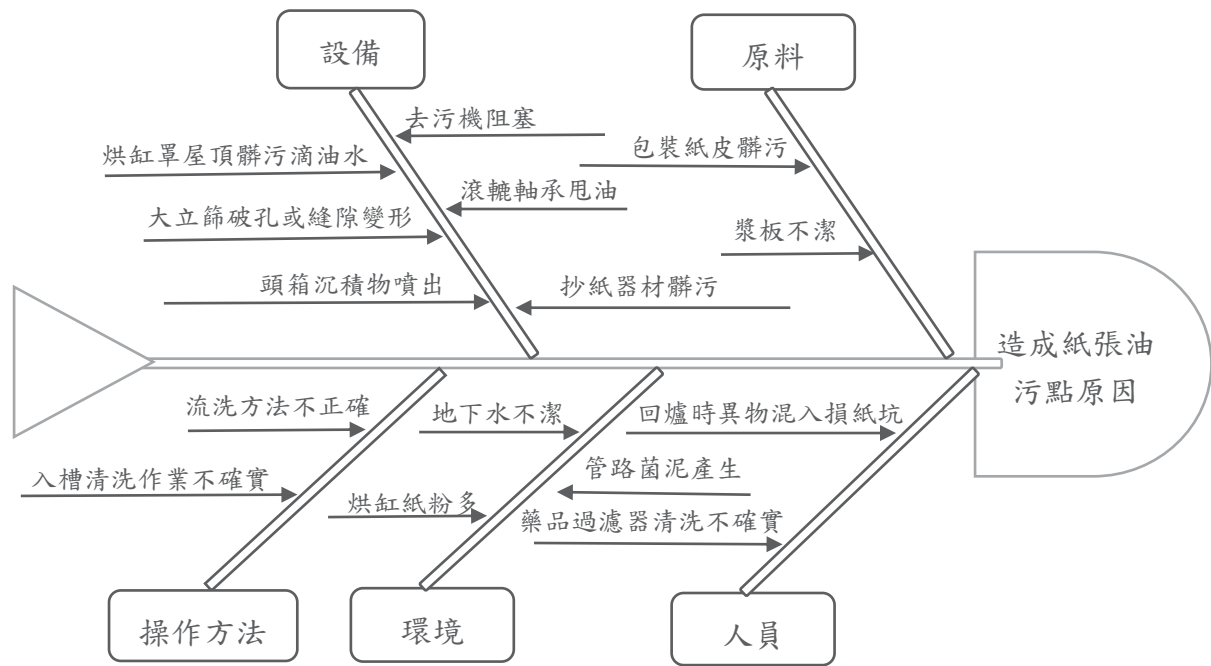 設備
原料
去污機阻塞
烘缸罩屋頂髒污滴油水
包裝紙皮髒污
滾轆軸承甩油
大立篩破孔或縫隙變形
漿板不潔
頭箱沉積物噴出
抄紙器材髒污
造成紙張油
污點原因
流洗方法不正確
地下水不潔
回爐時異物混入損紙坑
入槽清洗作業不確實
管路菌泥產生
烘缸紙粉多
藥品過濾器清洗不確實
操作方法
環境
人員